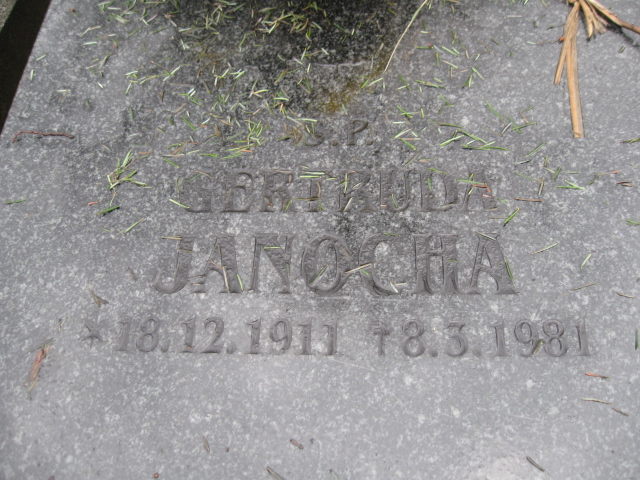 Ś.P.
GERTRUDA
JANOCHA
* 18.12.1911 † 8.3.1981